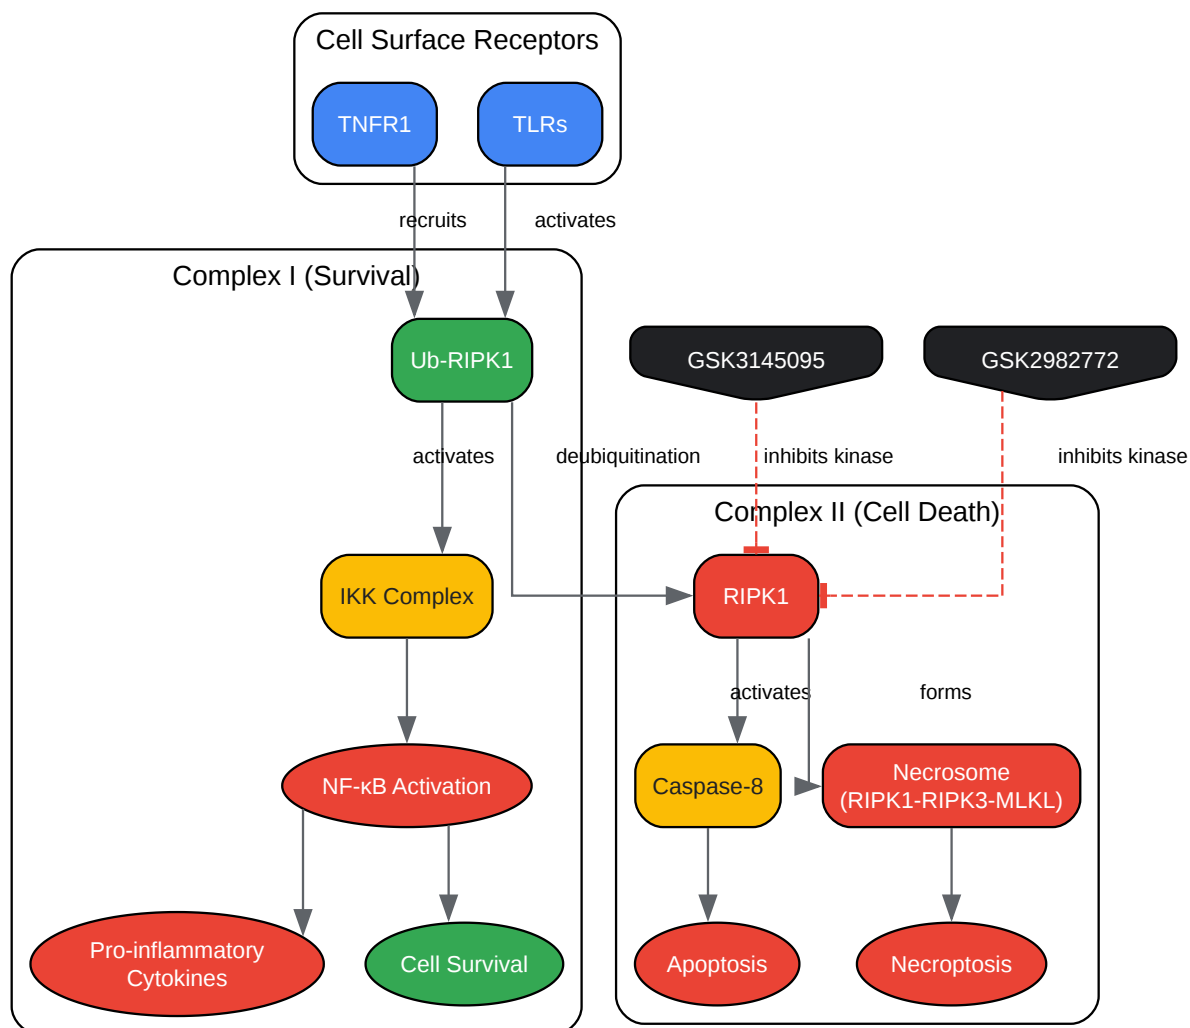 Cell Surface Receptors
TNFR1
TLRs
recruits
activates
Complex I (Survival)
Ub-RIPK1
GSK3145095
GSK2982772
activates
deubiquitination
inhibits kinase
inhibits kinase
Complex II (Cell Death)
IKK Complex
RIPK1
activates
forms
NF-κB Activation
Caspase-8
Necrosome
(RIPK1-RIPK3-MLKL)
Pro-inflammatory
Cytokines
Cell Survival
Apoptosis
Necroptosis